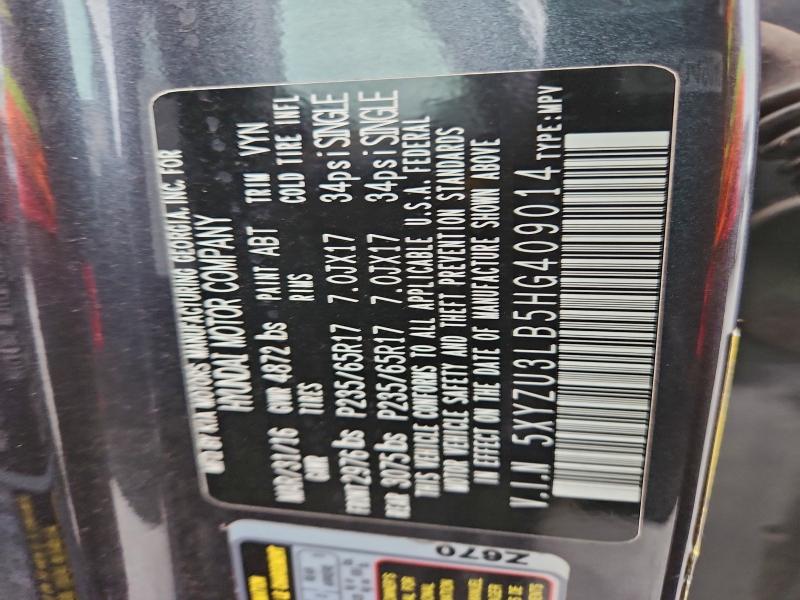 MFD BY KIA MOTORS MANUFACTURING GEORGIA, INC. FOR
HYUNDAI MOTOR COMPANY
MAR/31/16 GVWR 4872 lbs PAINT ABT TRIM VYN
GAWR TIRES RIMS COLD TIRE INFL
FRONT 2976 lbs P235/65R17 7.0JX17 34psi SINGLE
REAR 3075 lbs P235/65R17 7.0JX17 34psi SINGLE
THIS VEHICLE CONFORMS TO ALL APPLICABLE U.S.A. FEDERAL
MOTOR VEHICLE SAFETY AND THEFT PREVENTION STANDARDS
IN EFFECT ON THE DATE OF MANUFACTURE SHOWN ABOVE
V.I.N 5XYZU3LB5HG409014 TYPE:MPV
Z670